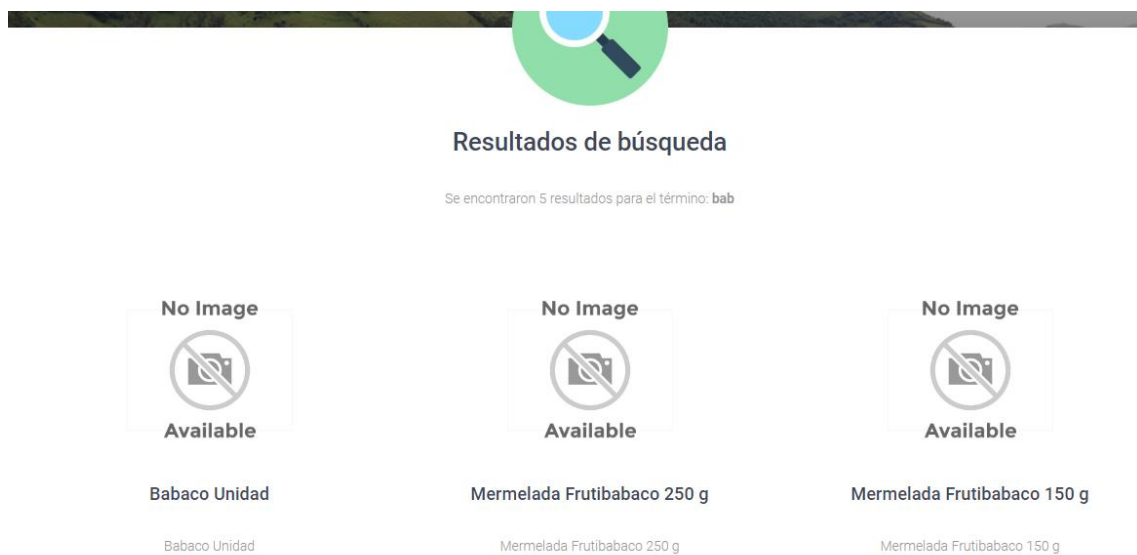 Resultados de búsqueda
Se encontraron 5 resultados para el término: bab
No Image
Available
No Image
Available
No Image
Available
Babaco Unidad
Mermelada Frutibabaco 250 g
Mermelada Frutibabaco 150 g
Babaco Unidad
Mermelada Frutibabaco 250 g
Mermelada Frutibabaco 150 g